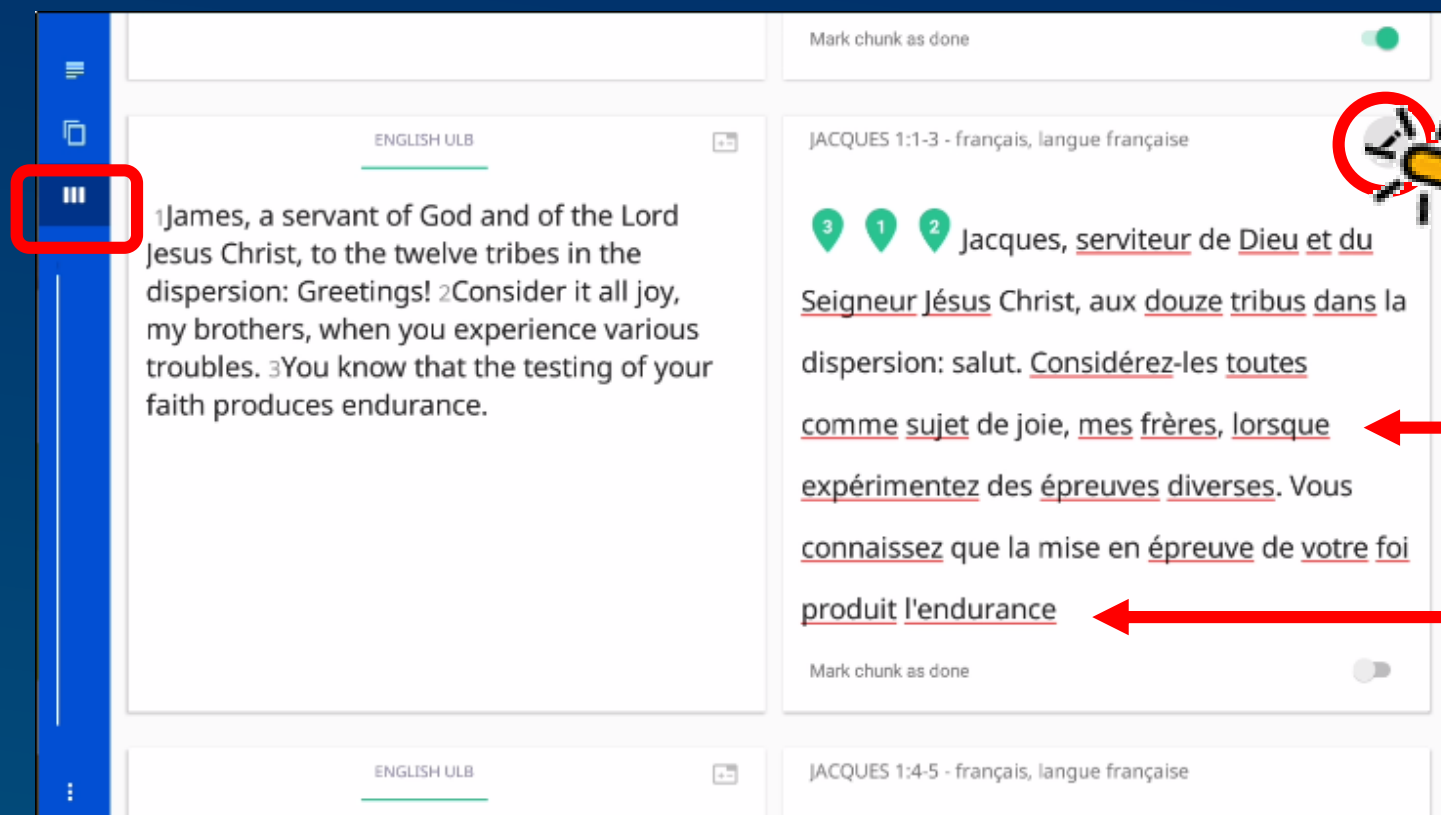 Mark chunk as done
ENGLISH ULB
1James, a servant of God and of the Lord
Jesus Christ, to the twelve tribes in the
dispersion: Greetings! 2Consider it all joy,
my brothers, when you experience various
troubles. 3You know that the testing of your
faith produces endurance.
JACQUES 1:1-3 - français, langue française
3 1 2 Jacques, serviteur de Dieu et du
Seigneur Jésus Christ, aux douze tribus dans la
dispersion: salut. Considérez-les toutes
comme sujet de joie, mes frères, lorsque
expérimentez des épreuves diverses. Vous
connaissez que la mise en épreuve de votre foi
produit l'endurance
Mark chunk as done
ENGLISH ULB
JACQUES 1:4-5 - français, langue française